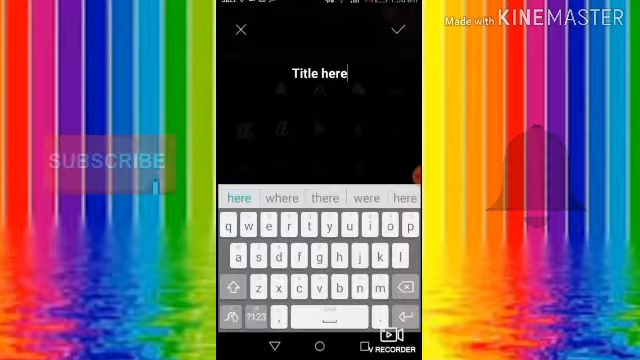 Made with KINEMASTER
Title here
SUBSCRIBE
here where there were here
q w e r t y u i o p
a s d f g h j k l
z x c v b n m
?123 , .
V RECORDER